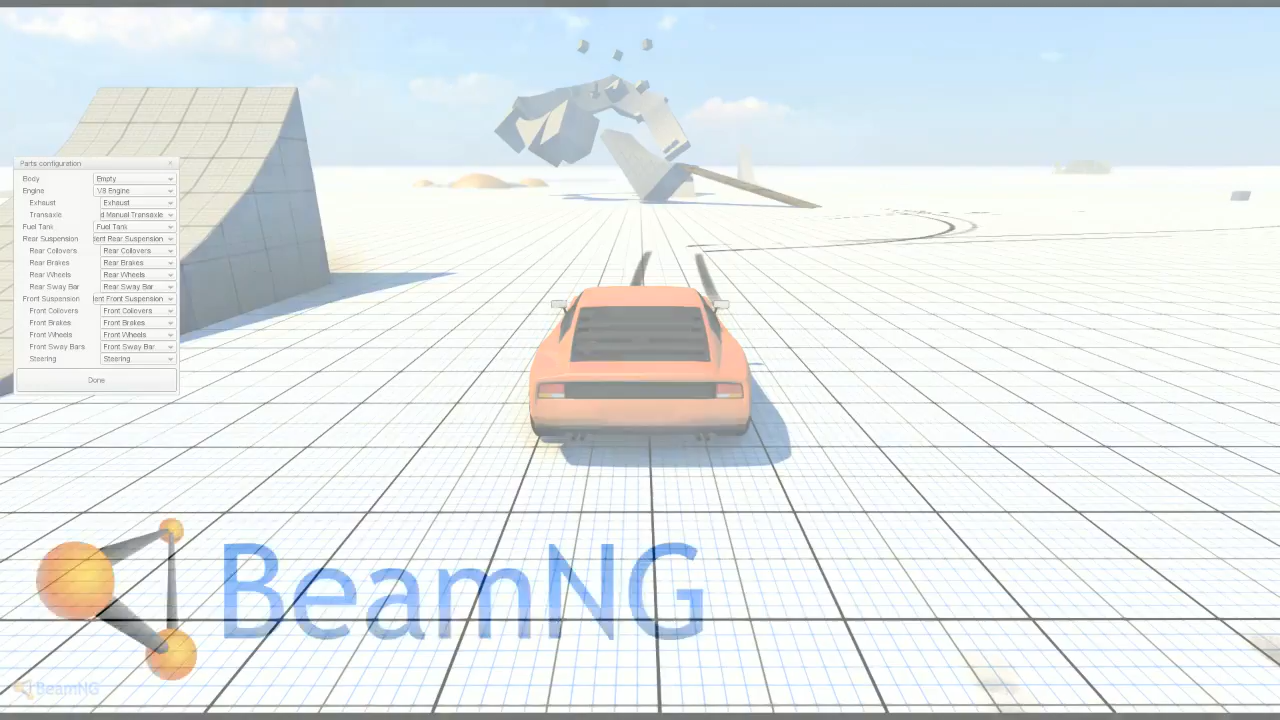 Parts configuration
Body Empty
Engine V8 Engine
Exhaust Exhaust
Transaxle d Manual Transaxle
Fuel Tank Fuel Tank
Rear Suspension ent Rear Suspension
Rear Coilovers Rear Coilovers
Rear Brakes Rear Brakes
Rear Wheels Rear Wheels
Rear Sway Bar Rear Sway Bar
Front Suspension ent Front Suspension
Front Coilovers Front Coilovers
Front Brakes Front Brakes
Front Wheels Front Wheels
Front Sway Bars Front Sway Bar
Steering Steering
Done
BeamNG
BeamNG